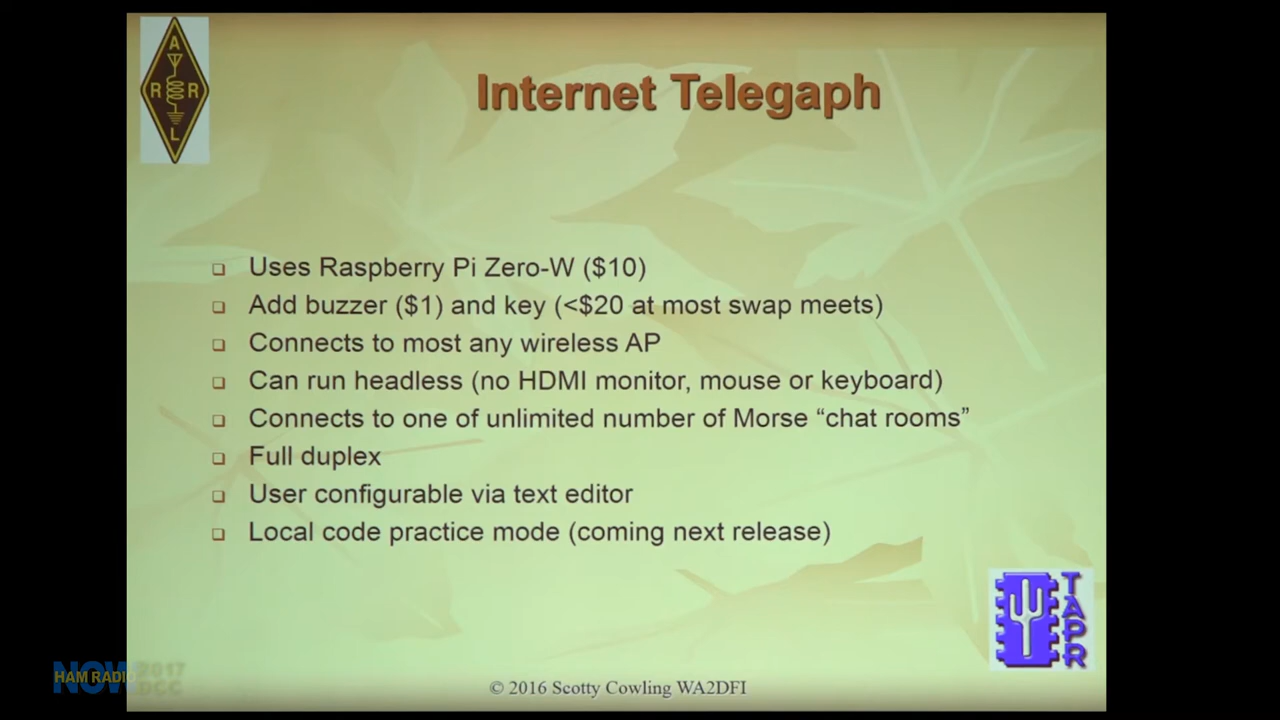 A
R R
L
Internet Telegaph
Uses Raspberry Pi Zero-W ($10)
Add buzzer ($1) and key (<$20 at most swap meets)
Connects to most any wireless AP
Can run headless (no HDMI monitor, mouse or keyboard)
Connects to one of unlimited number of Morse “chat rooms”
Full duplex
User configurable via text editor
Local code practice mode (coming next release)
TAPR
HAM RADIO
NOW
2017
DCC
© 2016 Scotty Cowling WA2DFI